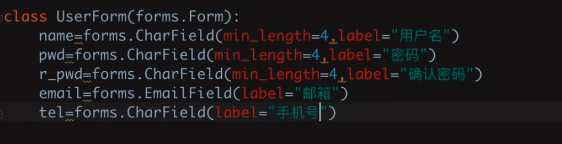 class UserForm(forms.Form):
    name=forms.CharField(min_length=4,label="用户名")
    pwd=forms.CharField(min_length=4,label="密码")
    r_pwd=forms.CharField(min_length=4,label="确认密码")
    email=forms.EmailField(label="邮箱")
    tel=forms.CharField(label="手机号")